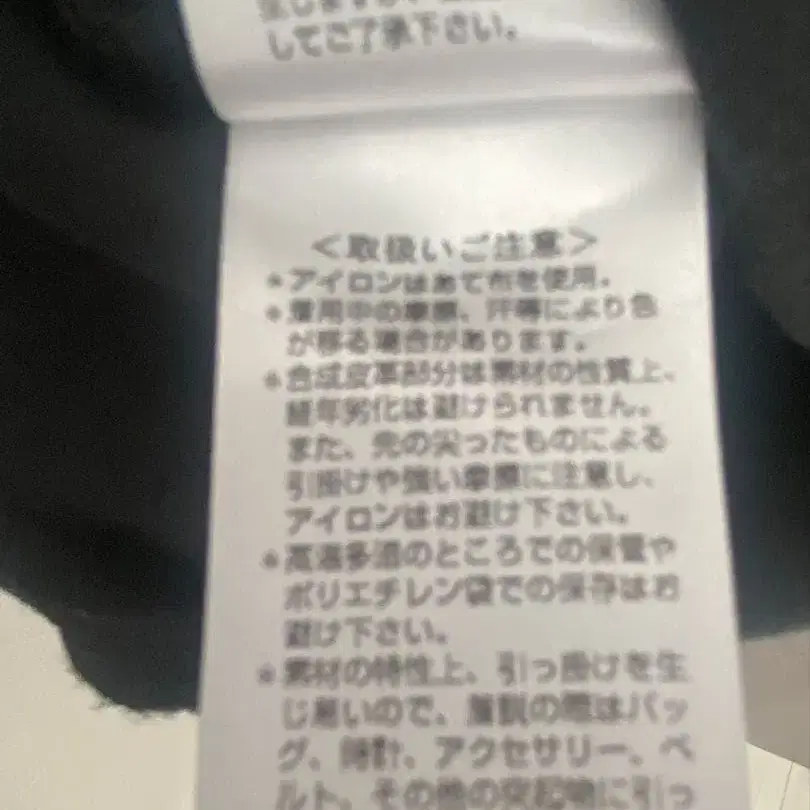 生じますが、
してご了承下さい。
＜取扱いご注意＞
＊アイロンはあて布を使用。
＊着用中の摩擦、汗等により色
が移る場合があります。
＊合成皮革部分は素材の性質上、
経年劣化は避けられません。
また、先の尖ったものによる
引掛けや強い摩擦に注意し、
アイロンはお避け下さい。
＊高温多湿のところでの保管や
ポリエチレン袋での保存はお
避け下さい。
＊素材の特性上、引っ掛けを生
じ易いので、着脱の際はバッ
グ、時計、アクセサリー、ベ
ルト、その他の突起物に引っ